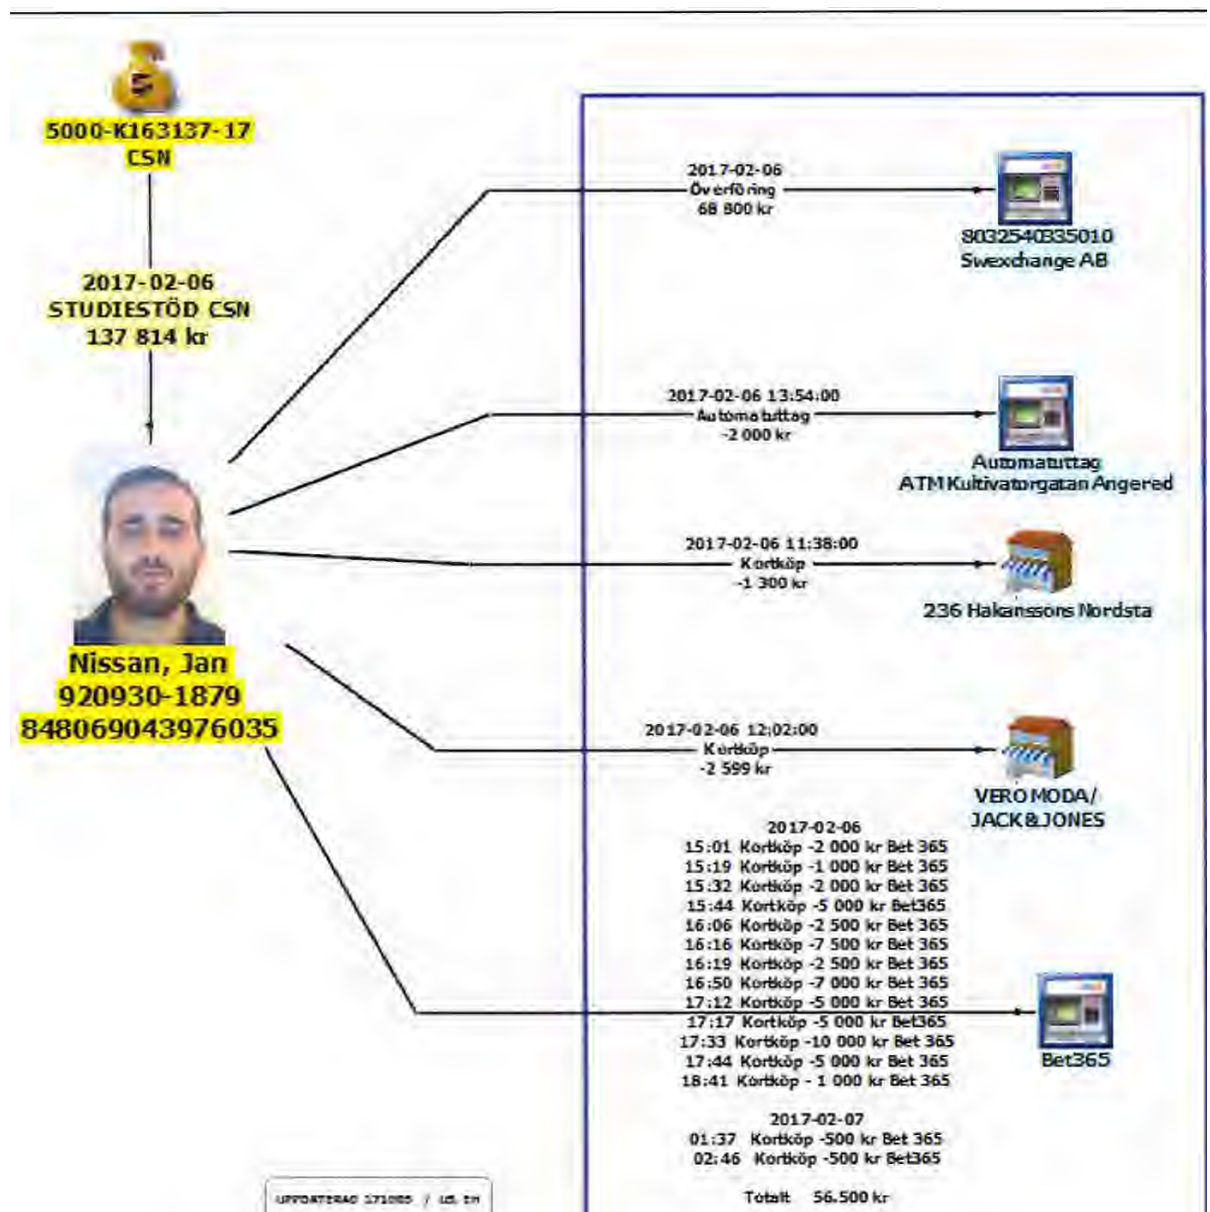 5000-K163137-17
CSN
2017-02-06
STUDIESTÖD CSN
137 814 kr
Nissan, Jan
920930-1879
848069043976035
2017-02-06
Överföring
68 800 kr
8032540335010
Swexchange AB
2017-02-06 13:54:00
Automatuttag
-2 000 kr
Automatuttag
ATM Kultivatorgatan Angered
2017-02-06 11:38:00
Kortköp
-1 300 kr
236 Hakanssons Nordsta
2017-02-06 12:02:00
Kortköp
-2 599 kr
VERO MODA/
JACK&JONES
2017-02-06
15:01 Kortköp -2 000 kr Bet 365
15:19 Kortköp -1 000 kr Bet 365
15:32 Kortköp -2 000 kr Bet 365
15:44 Kortköp -5 000 kr Bet365
16:06 Kortköp -2 500 kr Bet 365
16:16 Kortköp -7 500 kr Bet 365
16:19 Kortköp -2 500 kr Bet 365
16:50 Kortköp -7 000 kr Bet 365
17:12 Kortköp -5 000 kr Bet 365
17:17 Kortköp -5 000 kr Bet365
17:33 Kortköp -10 000 kr Bet 365
17:44 Kortköp -5 000 kr Bet 365
18:41 Kortköp - 1 000 kr Bet 365
Bet365
2017-02-07
01:37 Kortköp -500 kr Bet 365
02:46 Kortköp -500 kr Bet365
Totalt 56.500 kr
UPPDATERAD